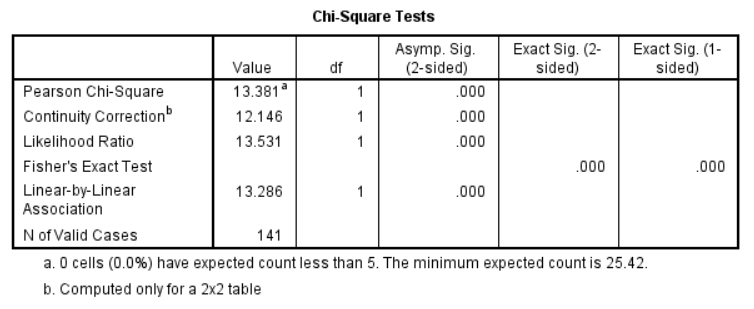 Chi-Square Tests
Value df Asymp. Sig. (2-sided) Exact Sig. (2-sided) Exact Sig. (1-sided)
Pearson Chi-Square 13.381a 1 .000
Continuity Correctionb 12.146 1 .000
Likelihood Ratio 13.531 1 .000
Fisher's Exact Test .000 .000
Linear-by-Linear Association 13.286 1 .000
N of Valid Cases 141
a. 0 cells (0.0%) have expected count less than 5. The minimum expected count is 25.42.
b. Computed only for a 2x2 table